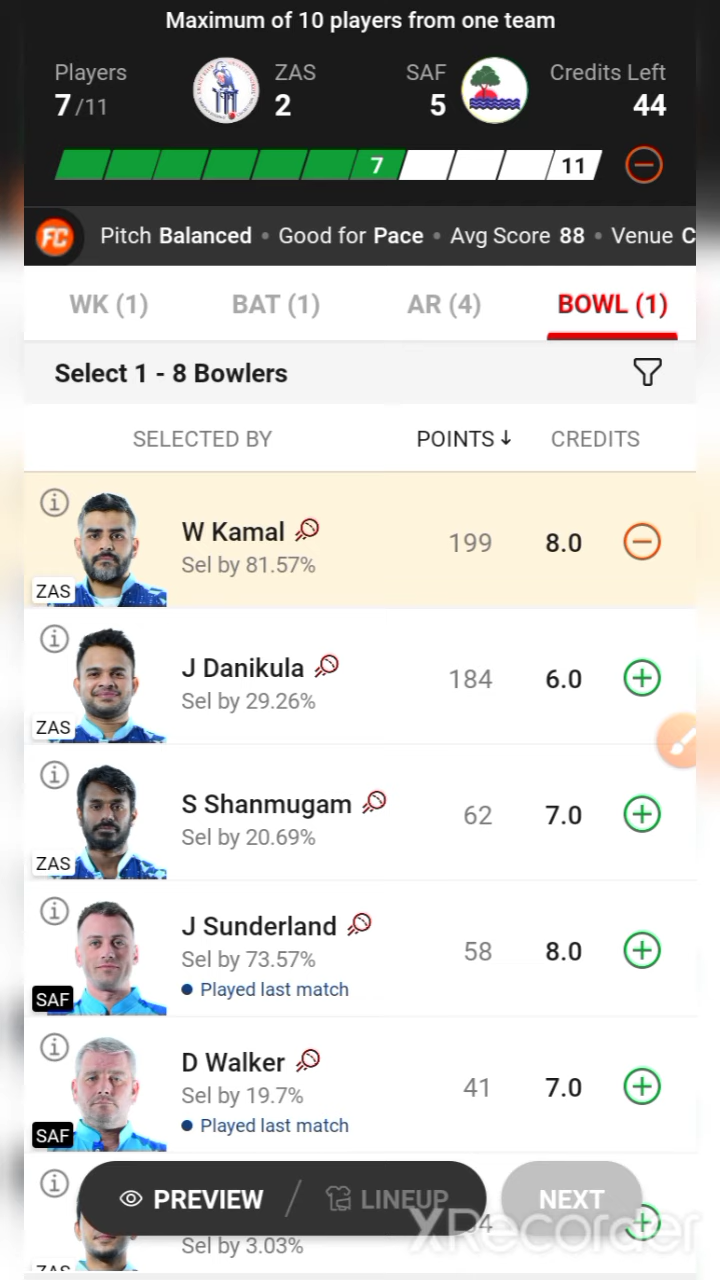 Maximum of 10 players from one team
Players ZAS SAF Credits Left
7/11 2 5 44
7 11
FC Pitch Balanced • Good for Pace • Avg Score 88 • Venue C
WK (1) BAT (1) AR (4) BOWL (1)
Select 1 - 8 Bowlers
SELECTED BY POINTS ↓ CREDITS
W Kamal 199 8.0
Sel by 81.57%
ZAS
J Danikula 184 6.0
Sel by 29.26%
ZAS
S Shanmugam 62 7.0
Sel by 20.69%
ZAS
J Sunderland 58 8.0
Sel by 73.57%
• Played last match
SAF
D Walker 41 7.0
Sel by 19.7%
• Played last match
SAF
PREVIEW / LINEUP NEXT
XRecorder
Sel by 3.03%
ZAS